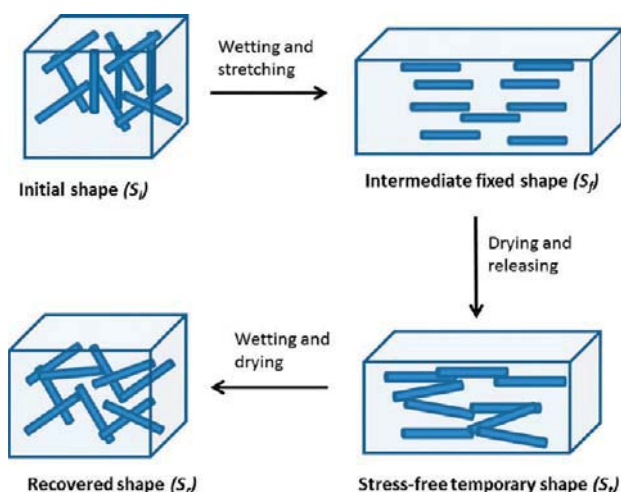 Wetting and
stretching
Initial shape (Si)
Intermediate fixed shape (Sf)
Drying and
releasing
Wetting and
drying
Recovered shape (Sr)
Stress-free temporary shape